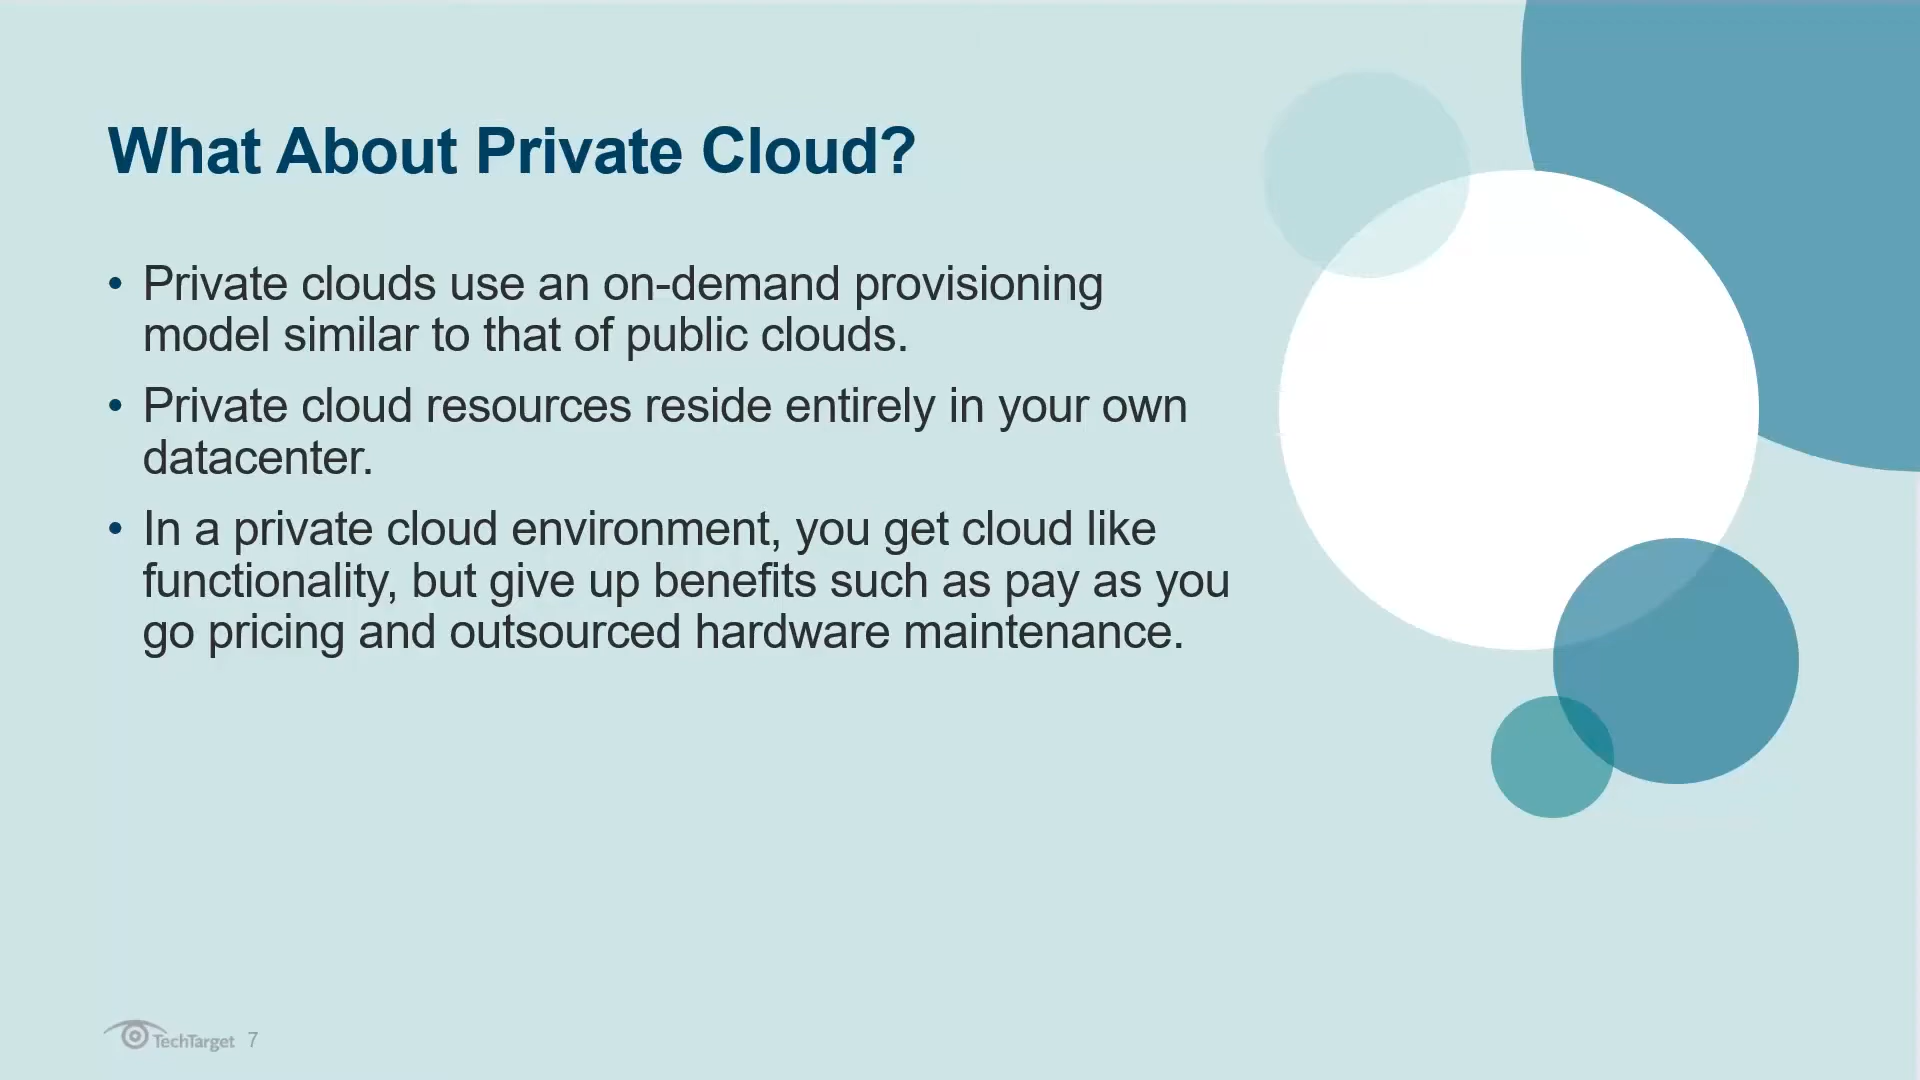 What About Private Cloud?
• Private clouds use an on-demand provisioning
model similar to that of public clouds.
• Private cloud resources reside entirely in your own
datacenter.
• In a private cloud environment, you get cloud like
functionality, but give up benefits such as pay as you
go pricing and outsourced hardware maintenance.
TechTarget 7